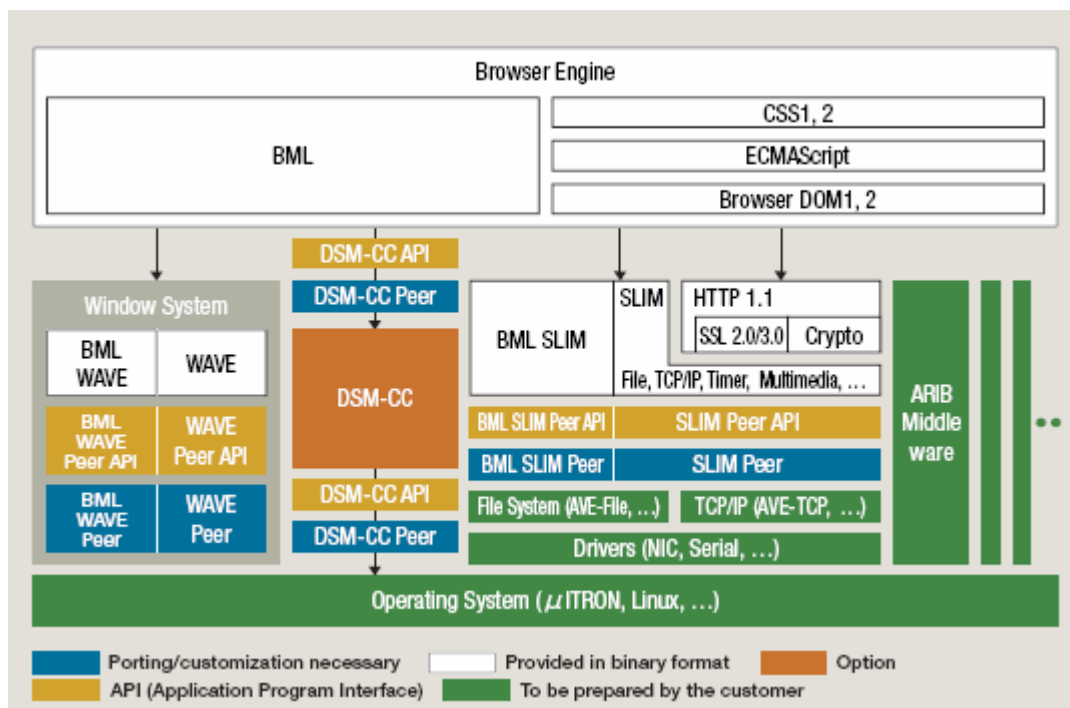 Browser Engine
BML
CSS1, 2
ECMAScript
Browser DOM1, 2
DSM-CC API
DSM-CC Peer
Window System
BML
WAVE
WAVE
BML
WAVE
Peer API
WAVE
Peer API
BML
WAVE
Peer
WAVE
Peer
DSM-CC
DSM-CC API
DSM-CC Peer
BML SLIM
SLIM
HTTP 1.1
SSL 2.0/3.0
Crypto
File, TCP/IP, Timer, Multimedia, ...
BML SLIM Peer API
SLIM Peer API
BML SLIM Peer
SLIM Peer
File System (AVE-File, ...)
TCP/IP (AVE-TCP, ...)
Drivers (NIC, Serial, ...)
ARIB
Middle
ware
Operating System (μITRON, Linux, ...)
Porting/customization necessary
Provided in binary format
Option
API (Application Program Interface)
To be prepared by the customer